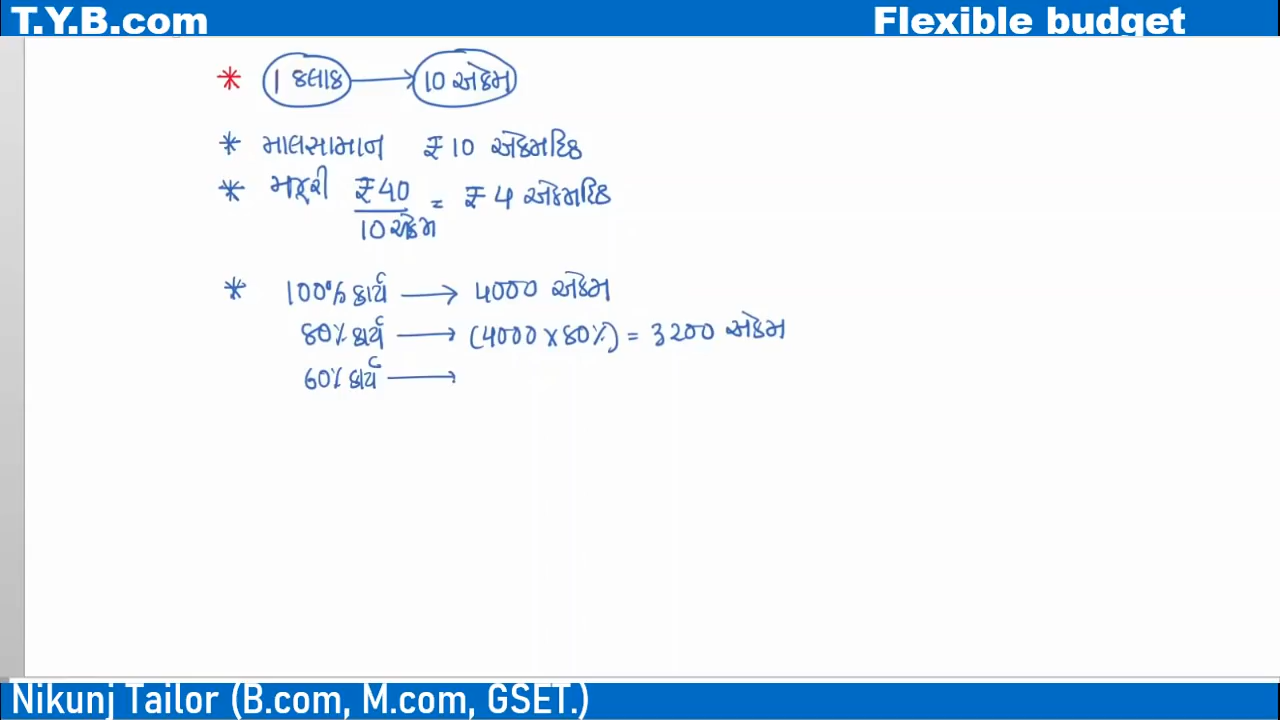 T.Y.B.com Flexible budget
* 1 કલાક → 10 એકમ
* માલસામાન ₹10 એકમદિઠ
* મજૂરી ₹40 / 10 એકમ = ₹4 એકમદિઠ
* 100% કાર્ય → 4000 એકમ
80% કાર્ય → (4000 x 80%) = 3200 એકમ
60% કાર્ય →
Nikunj Tailor (B.com, M.com, GSET.)